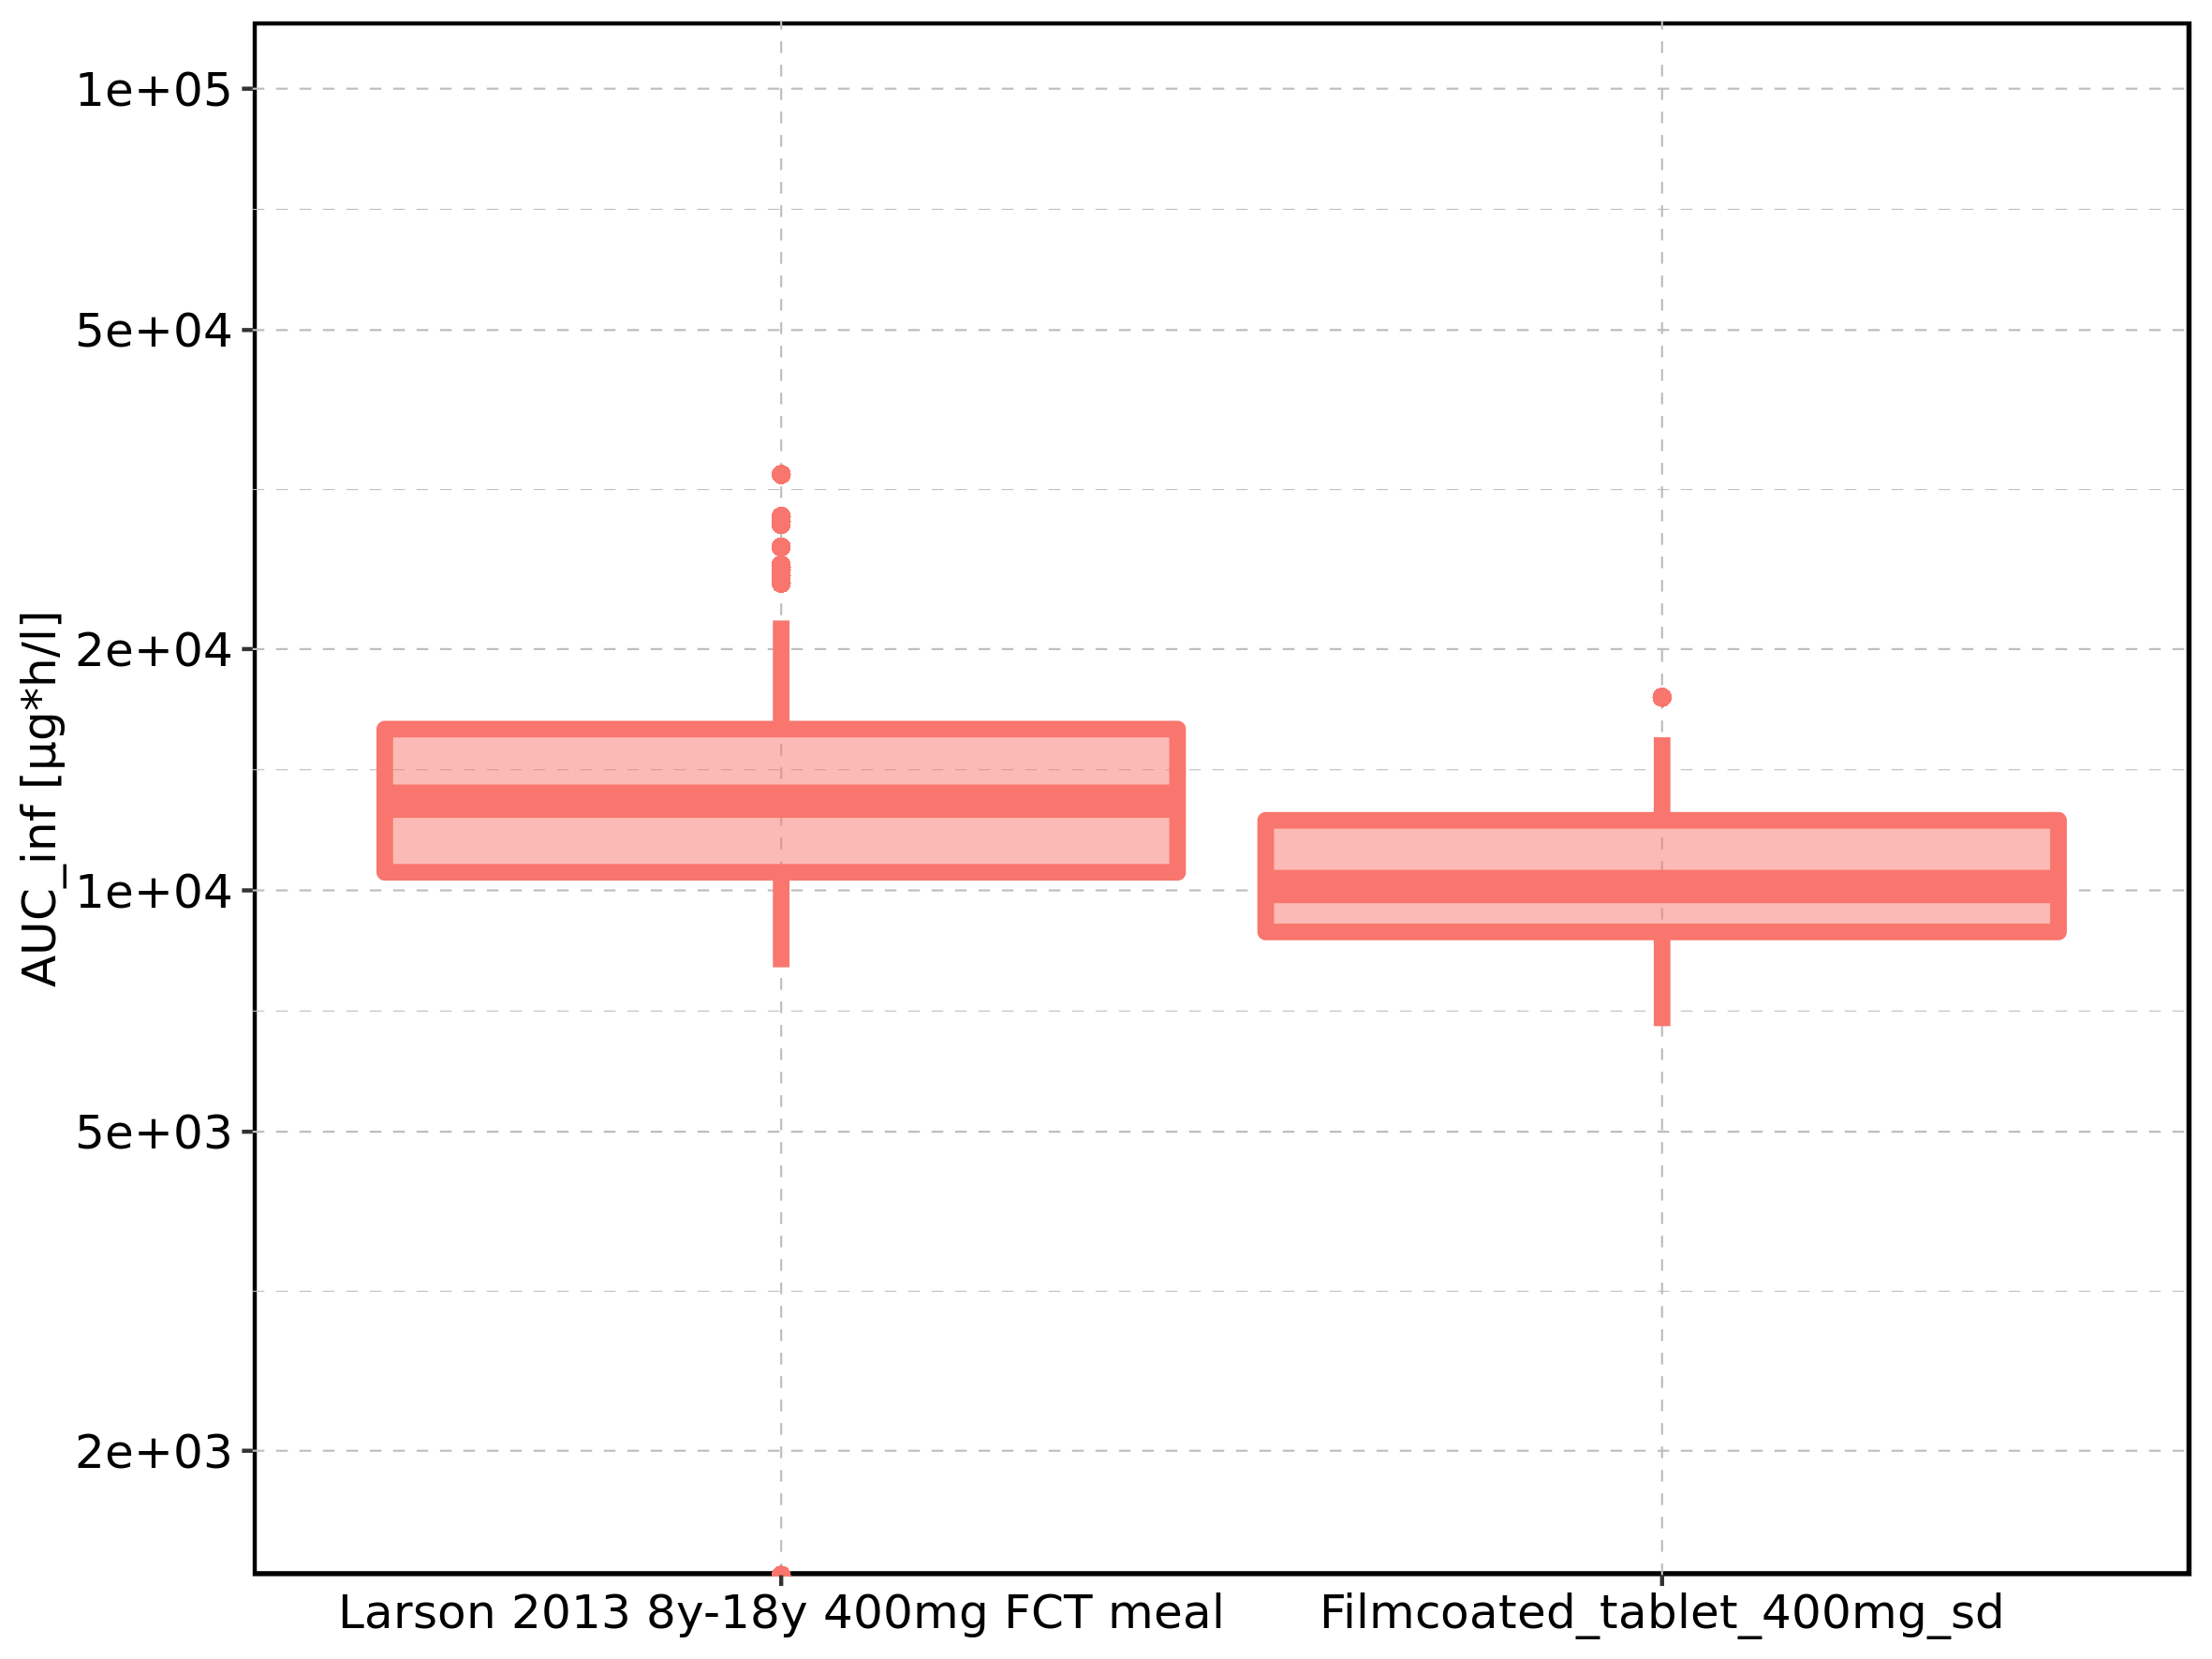 AUC_inf [µg*h/l]
1e+05
5e+04
2e+04
1e+04
5e+03
2e+03
Larson 2013 8y-18y 400mg FCT meal
Filmcoated_tablet_400mg_sd